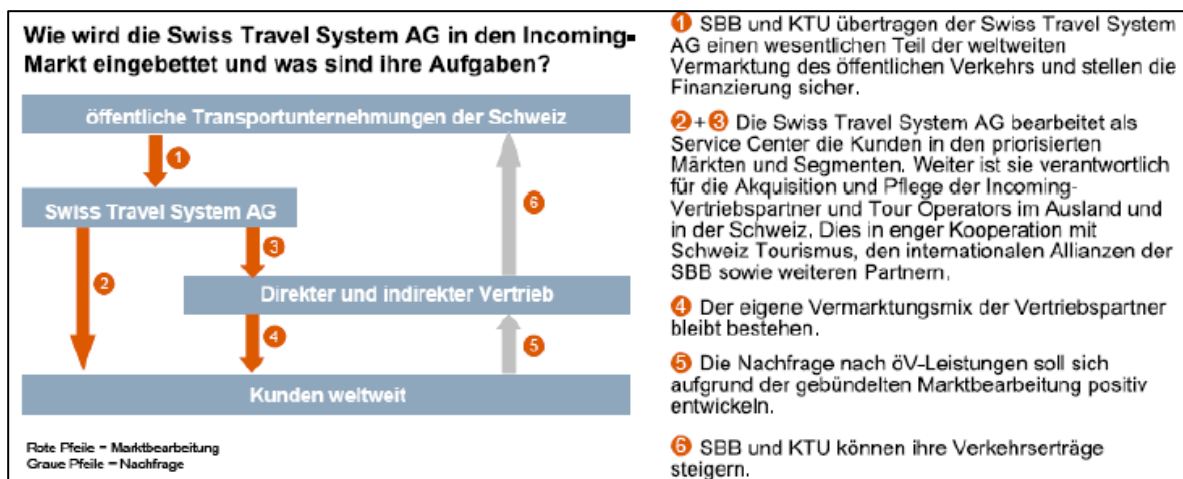 Wie wird die Swiss Travel System AG in den Incoming-
Markt eingebettet und was sind ihre Aufgaben?
öffentliche Transportunternehmungen der Schweiz
1
6
Swiss Travel System AG
2
3
Direkter und indirekter Vertrieb
4
5
Kunden weltweit
Rote Pfeile = Marktbearbeitung
Graue Pfeile = Nachfrage
1 SBB und KTU übertragen der Swiss Travel System
AG einen wesentlichen Teil der weltweiten
Vermarktung des öffentlichen Verkehrs und stellen die
Finanzierung sicher.
2+3 Die Swiss Travel System AG bearbeitet als
Service Center die Kunden in den priorisierten
Märkten und Segmenten. Weiter ist sie verantwortlich
für die Akquisition und Pflege der Incoming-
Vertriebspartner und Tour Operators im Ausland und
in der Schweiz. Dies in enger Kooperation mit
Schweiz Tourismus, den internationalen Allianzen der
SBB sowie weiteren Partnern.
4 Der eigene Vermarktungsmix der Vertriebspartner
bleibt bestehen.
5 Die Nachfrage nach öV-Leistungen soll sich
aufgrund der gebündelten Marktbearbeitung positiv
entwickeln.
6 SBB und KTU können ihre Verkehrserträge
steigern.